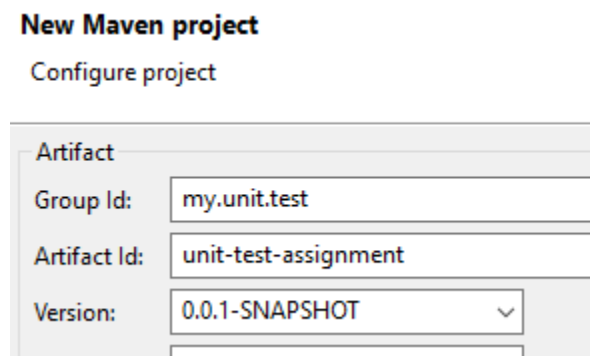 New Maven project
Configure project
Artifact
Group Id: my.unit.test
Artifact Id: unit-test-assignment
Version: 0.0.1-SNAPSHOT